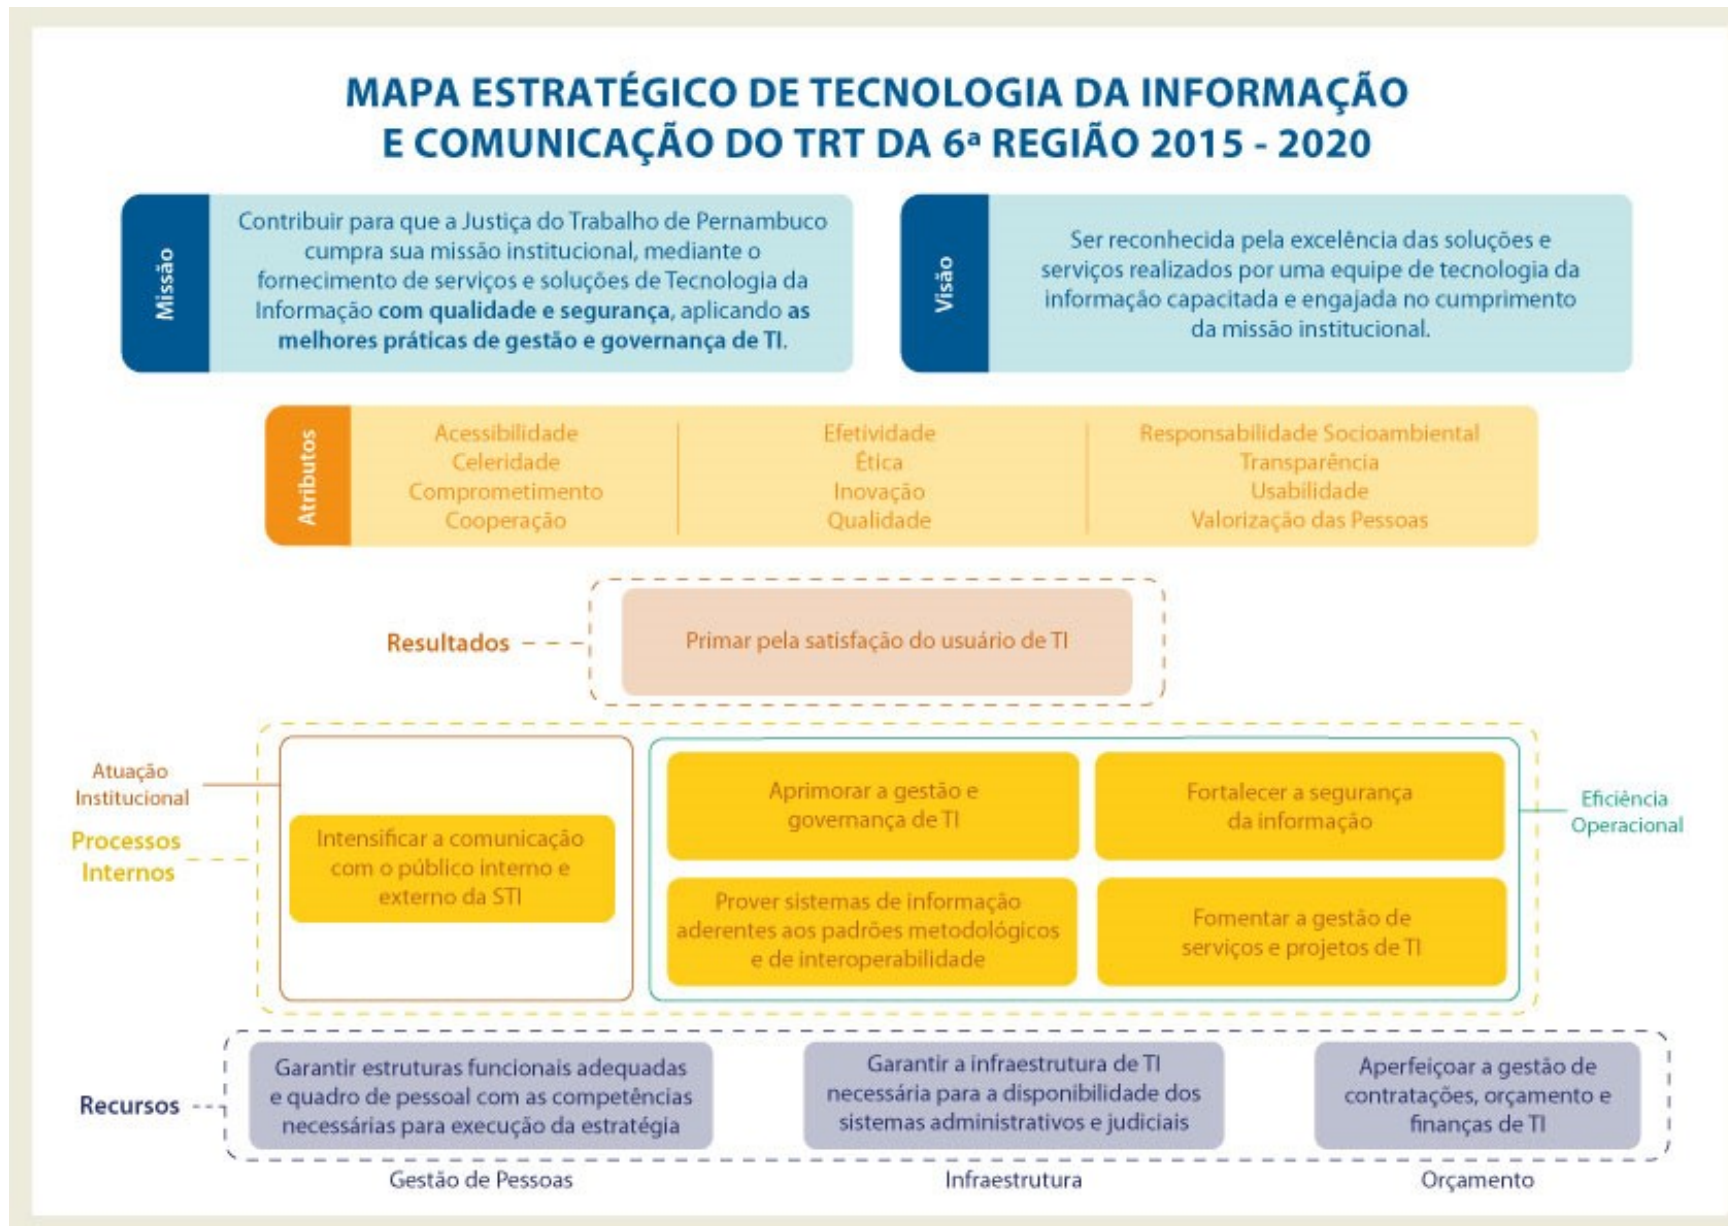 MAPA ESTRATÉGICO DE TECNOLOGIA DA INFORMAÇÃO
E COMUNICAÇÃO DO TRT DA 6ª REGIÃO 2015 - 2020
Missão
Contribuir para que a Justiça do Trabalho de Pernambuco
cumpra sua missão institucional, mediante o
fornecimento de serviços e soluções de Tecnologia da
Informação com qualidade e segurança, aplicando as
melhores práticas de gestão e governança de TI.
Visão
Ser reconhecida pela excelência das soluções e
serviços realizados por uma equipe de tecnologia da
informação capacitada e engajada no cumprimento
da missão institucional.
Atributos
Acessibilidade
Celeridade
Comprometimento
Cooperação
Efetividade
Ética
Inovação
Qualidade
Responsabilidade Socioambiental
Transparência
Usabilidade
Valorização das Pessoas
Resultados
Primar pela satisfação do usuário de TI
Atuação
Institucional
Processos
Internos
Intensificar a comunicação
com o público interno e
externo da STI
Aprimorar a gestão e
governança de TI
Fortalecer a segurança
da informação
Prover sistemas de informação
aderentes aos padrões metodológicos
e de interoperabilidade
Fomentar a gestão de
serviços e projetos de TI
Eficiência
Operacional
Recursos
Garantir estruturas funcionais adequadas
e quadro de pessoal com as competências
necessárias para execução da estratégia
Garantir a infraestrutura de TI
necessária para a disponibilidade dos
sistemas administrativos e judiciais
Aperfeiçoar a gestão de
contratações, orçamento e
finanças de TI
Gestão de Pessoas
Infraestrutura
Orçamento